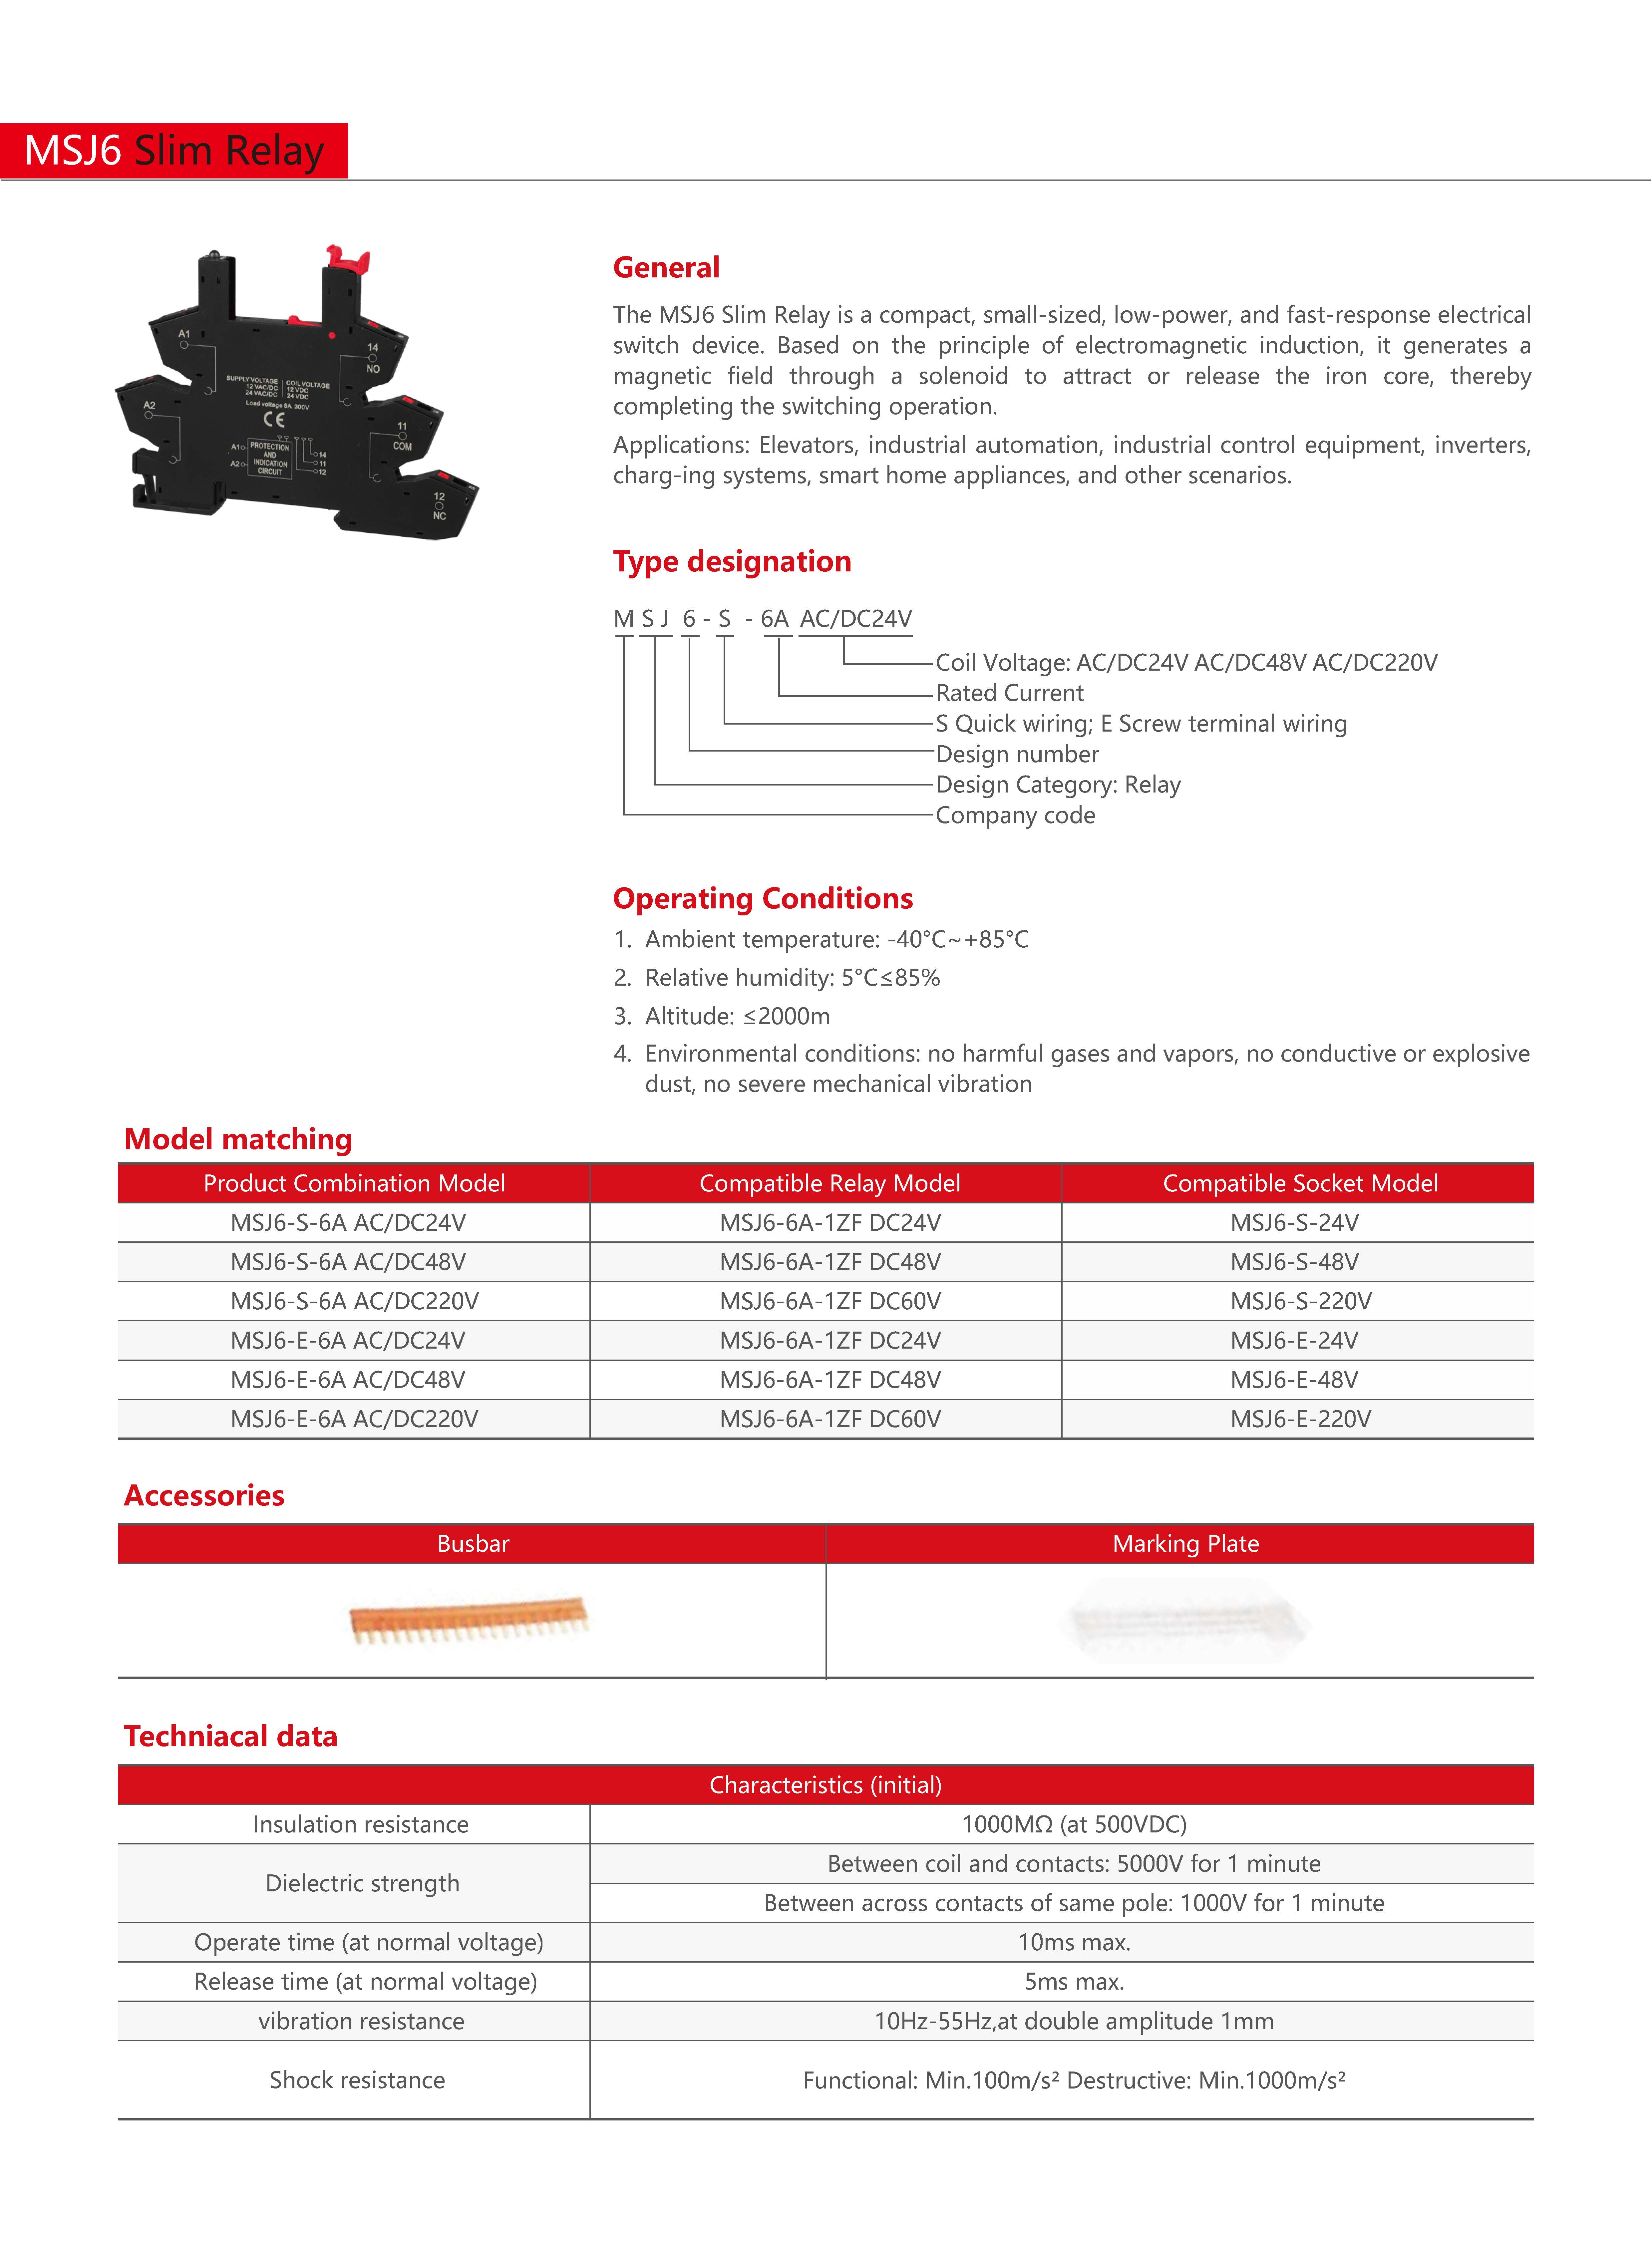 MSJ6 Slim Relay
A1
A2
14
NO
11
COM
12
NC
SUPPLY VOLTAGE | COIL VOLTAGE
12 VAC/DC | 12 VDC
24 VAC/DC | 24 VDC
CE
A1
A2
PROTECTION
AND
INDICATION
CIRCUIT
14
11
12
General
The MSJ6 Slim Relay is a compact, small-sized, low-power, and fast-response electrical
switch device. Based on the principle of electromagnetic induction, it generates a
magnetic field through a solenoid to attract or release the iron core, thereby
completing the switching operation.
Applications: Elevators, industrial automation, industrial control equipment, inverters,
charg-ing systems, smart home appliances, and other scenarios.
Type designation
M S J 6 - S - 6A AC/DC24V
Coil Voltage: AC/DC24V AC/DC48V AC/DC220V
Rated Current
S Quick wiring; E Screw terminal wiring
Design number
Design Category: Relay
Company code
Operating Conditions
1. Ambient temperature: -40°C~+85°C
2. Relative humidity: 5°C≤85%
3. Altitude: ≤2000m
4. Environmental conditions: no harmful gases and vapors, no conductive or explosive
dust, no severe mechanical vibration
Model matching
Product Combination Model Compatible Relay Model Compatible Socket Model
MSJ6-S-6A AC/DC24V MSJ6-6A-1ZF DC24V MSJ6-S-24V
MSJ6-S-6A AC/DC48V MSJ6-6A-1ZF DC48V MSJ6-S-48V
MSJ6-S-6A AC/DC220V MSJ6-6A-1ZF DC60V MSJ6-S-220V
MSJ6-E-6A AC/DC24V MSJ6-6A-1ZF DC24V MSJ6-E-24V
MSJ6-E-6A AC/DC48V MSJ6-6A-1ZF DC48V MSJ6-E-48V
MSJ6-E-6A AC/DC220V MSJ6-6A-1ZF DC60V MSJ6-E-220V
Accessories
Busbar Marking Plate
Techniacal data
Characteristics (initial)
Insulation resistance 1000MΩ (at 500VDC)
Dielectric strength Between coil and contacts: 5000V for 1 minute
Between across contacts of same pole: 1000V for 1 minute
Operate time (at normal voltage) 10ms max.
Release time (at normal voltage) 5ms max.
vibration resistance 10Hz-55Hz,at double amplitude 1mm
Shock resistance Functional: Min.100m/s² Destructive: Min.1000m/s²